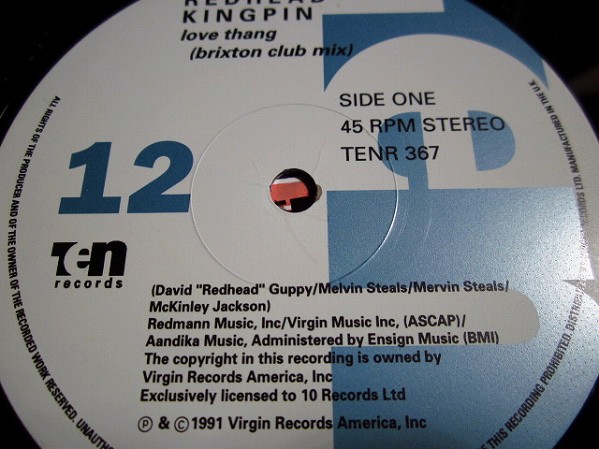 REDHEAD
KINGPIN
love thang
(brixton club mix)
SIDE ONE
45 RPM STEREO
TENR 367
12
Ten
records
(David "Redhead" Guppy/Melvin Steals/Mervin Steals/
McKinley Jackson)
Redmann Music, Inc/Virgin Music Inc, (ASCAP)/
Aandika Music, Administered by Ensign Music (BMI)
The copyright in this recording is owned by
Virgin Records America, Inc
Exclusively licensed to 10 Records Ltd
℗ & © 1991 Virgin Records America, Inc
ALL RIGHTS OF THE PRODUCER AND OF THE OWNER OF THE RECORDED WORK RESERVED.
THIS RECORDING PROHIBITED.
RECORDS LTD. MANUFACTURED IN THE U.K.